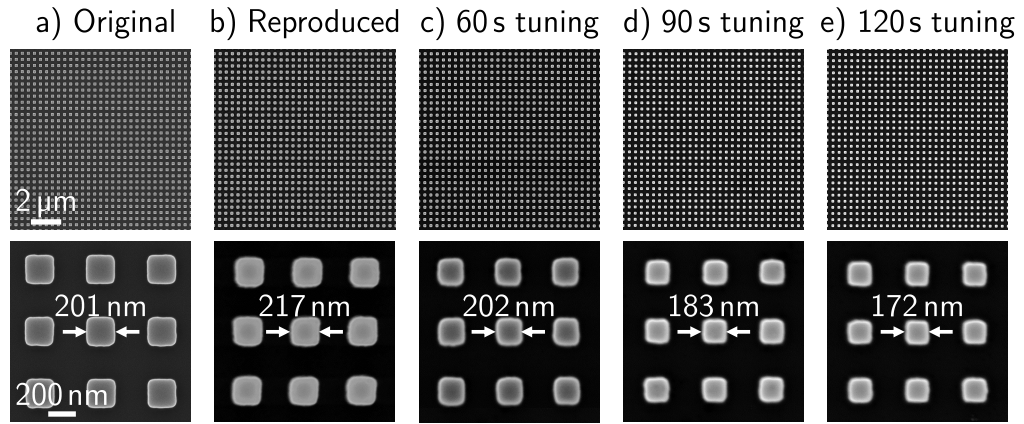 a) Original
b) Reproduced
c) 60 s tuning
d) 90 s tuning
e) 120 s tuning
2 µm
201 nm
217 nm
202 nm
183 nm
172 nm
200 nm